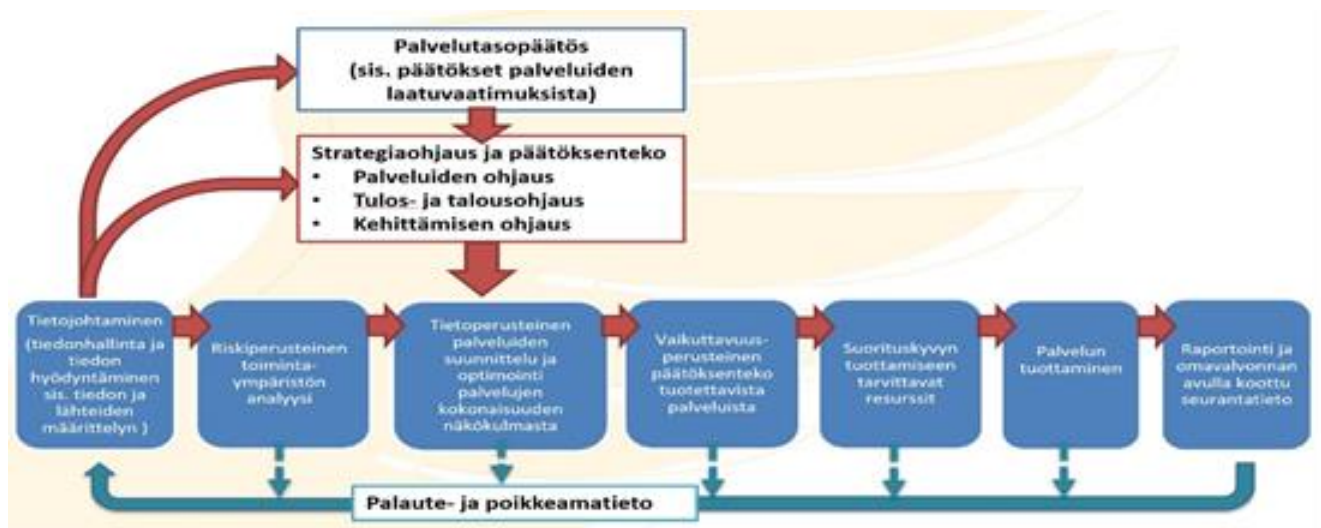 Palvelutasopäätös
(sis. päätökset palveluiden
laatuvaatimuksista)
Strategiaohjaus ja päätöksenteko
• Palveluiden ohjaus
• Tulos- ja talousohjaus
• Kehittämisen ohjaus
Tietojohtaminen
(tiedonhallinta ja
tiedon
hyödyntäminen
sis. tiedon ja
lähteiden
määrittelyn )
Riskiperusteinen
toiminta-
ympäristön
analyysi
Tietoperusteinen
palveluiden
suunnittelu ja
optimointi
palvelujen
kokonaisuuden
näkökulmasta
Vaikuttavuus-
perusteinen
päätöksenteko
tuotettavista
palveluista
Suorituskyvyn
tuottamiseen
tarvittavat
resurssit
Palvelun
tuottaminen
Raportointi ja
omavalvonnan
avulla koottu
seurantatieto
Palaute- ja poikkeamatieto